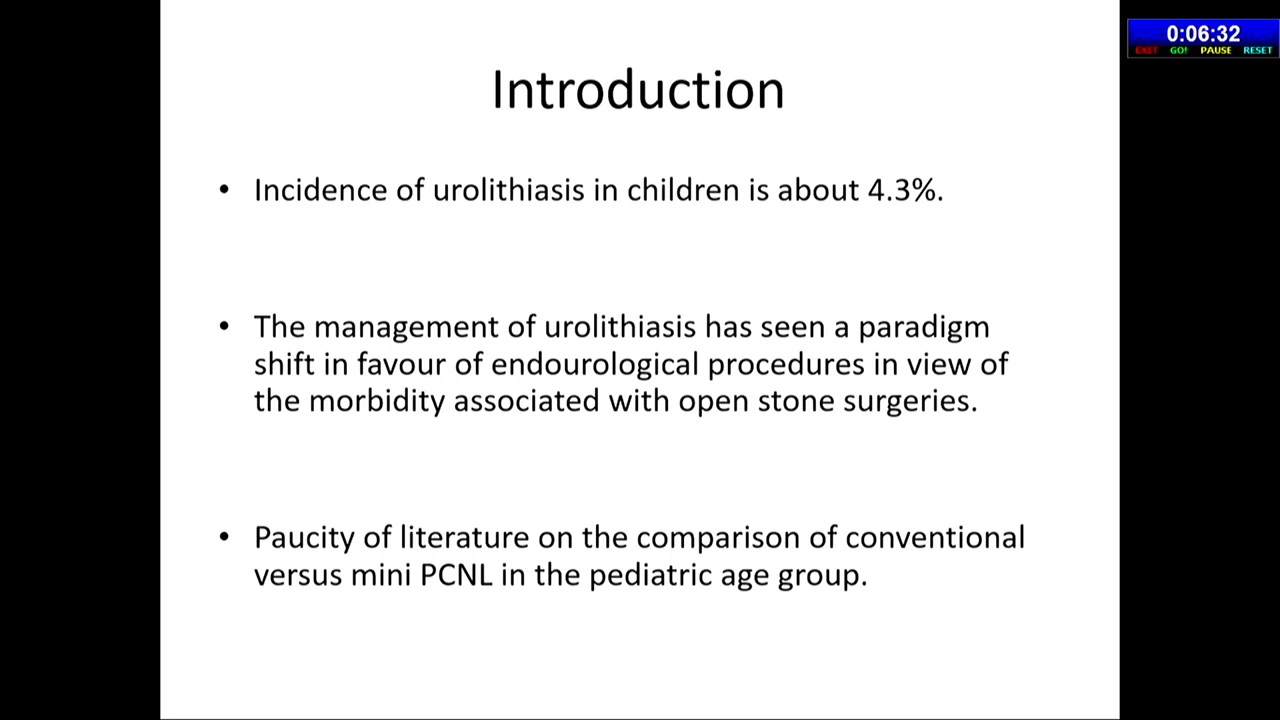 0:06:32
EXIT GO! PAUSE RESET
Introduction
• Incidence of urolithiasis in children is about 4.3%.
• The management of urolithiasis has seen a paradigm
shift in favour of endourological procedures in view of
the morbidity associated with open stone surgeries.
• Paucity of literature on the comparison of conventional
versus mini PCNL in the pediatric age group.